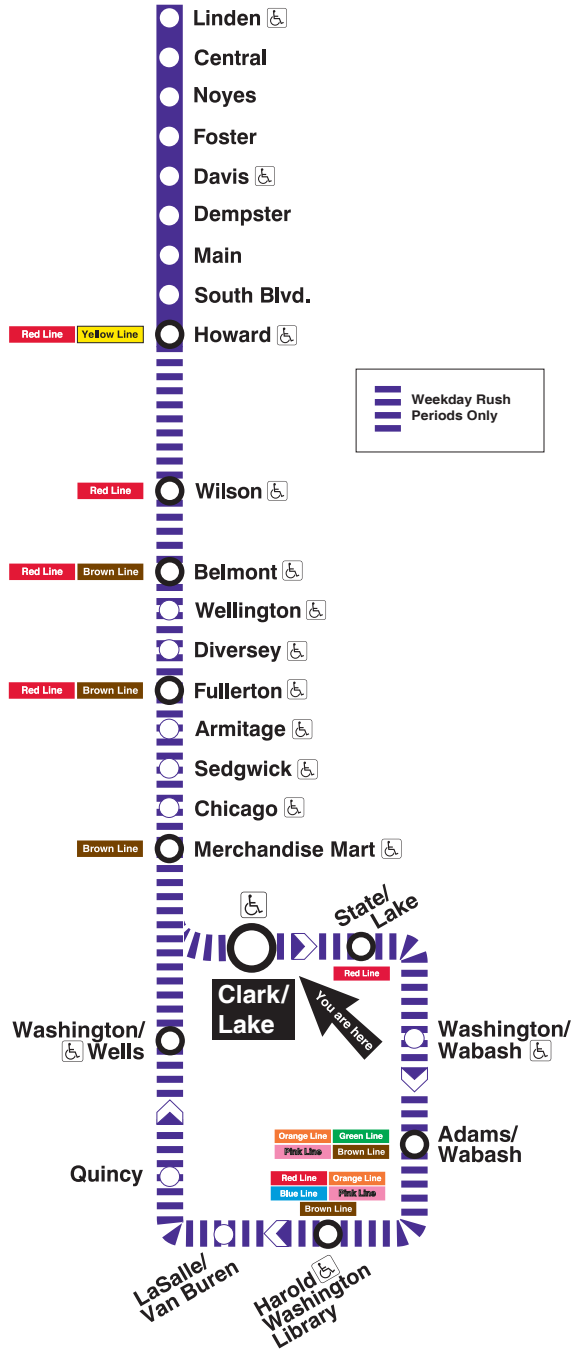 Linden
Central
Noyes
Foster
Davis
Dempster
Main
South Blvd.
Red Line Yellow Line Howard
Weekday Rush
Periods Only
Red Line Wilson
Red Line Brown Line Belmont
Wellington
Diversey
Red Line Brown Line Fullerton
Armitage
Sedgwick
Chicago
Brown Line Merchandise Mart
State/
Lake
Red Line
Clark/
Lake
You are here
Washington/
Wells
Washington/
Wabash
Orange Line Green Line
Pink Line Brown Line
Adams/
Wabash
Quincy
Red Line Orange Line
Blue Line Pink Line
Brown Line
LaSalle/
Van Buren
Harold
Washington
Library